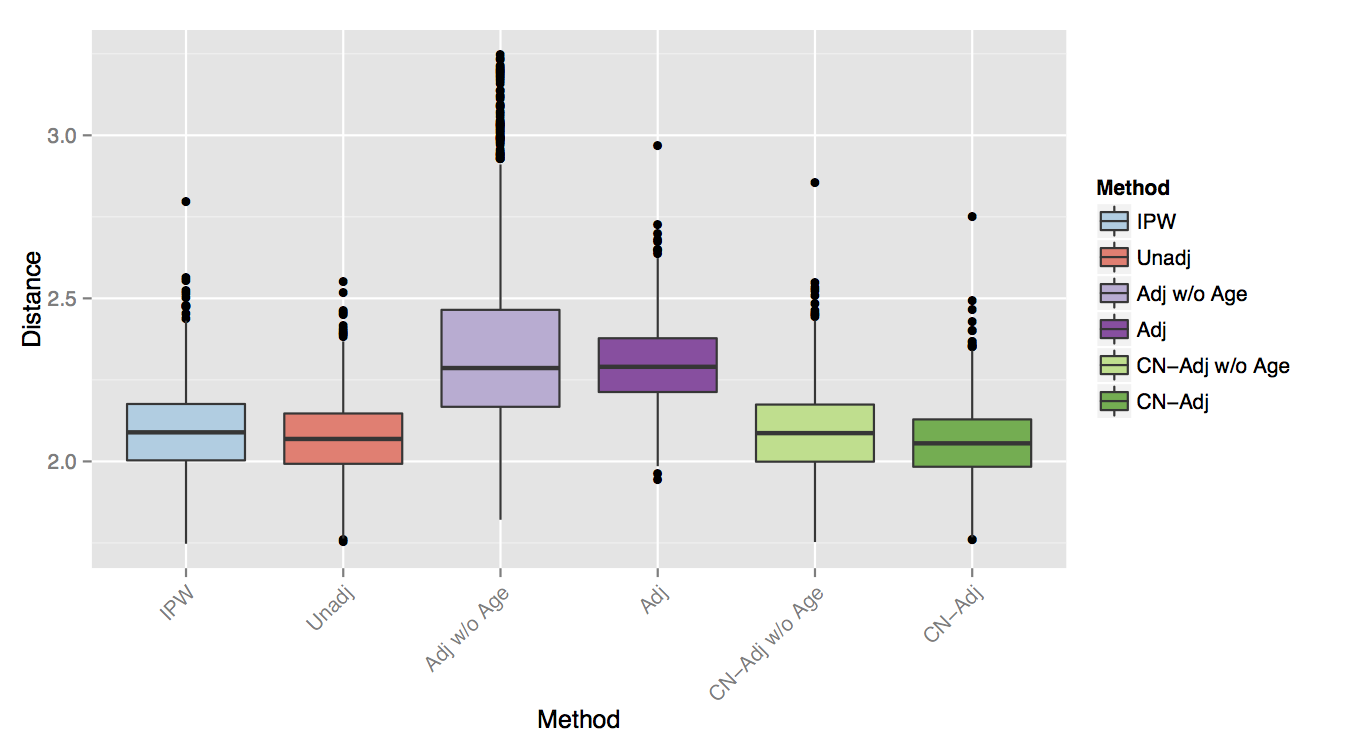 3.0
2.5
2.0
Distance
IPW
Unadj
Adj w/o Age
Adj
CN–Adj w/o Age
CN–Adj
Method
Method
IPW
Unadj
Adj w/o Age
Adj
CN–Adj w/o Age
CN–Adj